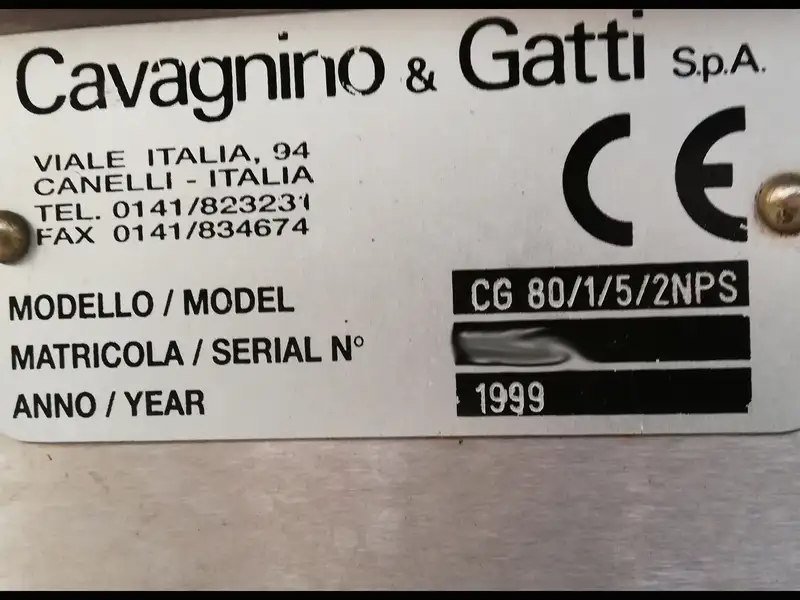 Cavagnino & Gatti S.p.A.
VIALE ITALIA, 94
CANELLI - ITALIA
TEL. 0141/823231
FAX 0141/834674
CE
MODELLO / MODEL CG 80/1/5/2NPS
MATRICOLA / SERIAL N°
ANNO / YEAR 1999